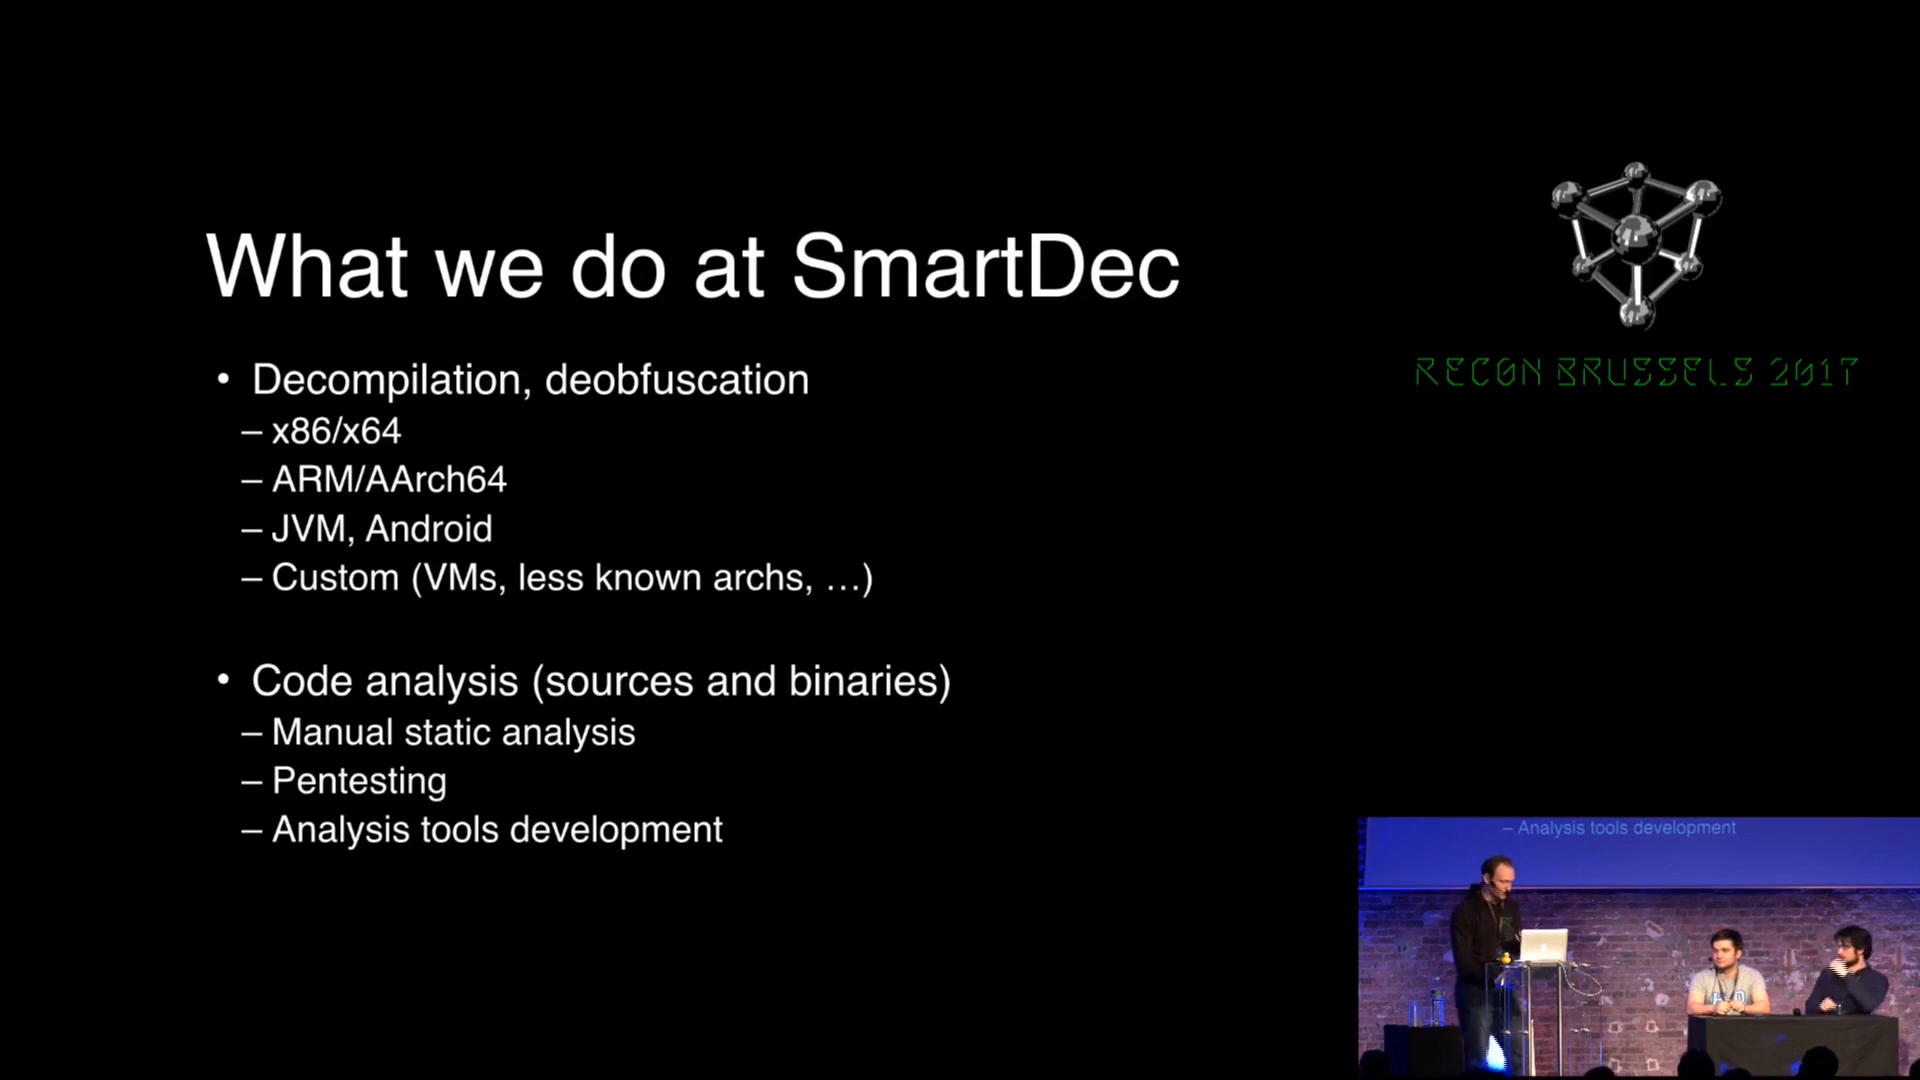 What we do at SmartDec
• Decompilation, deobfuscation
– x86/x64
– ARM/AArch64
– JVM, Android
– Custom (VMs, less known archs, …)
• Code analysis (sources and binaries)
– Manual static analysis
– Pentesting
– Analysis tools development
RECON BRUSSELS 2017
– Analysis tools development